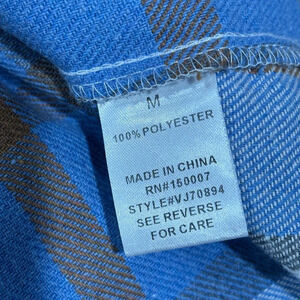 M
100% POLYESTER
MADE IN CHINA
RN#150007
STYLE#VJ70894
SEE REVERSE
FOR CARE